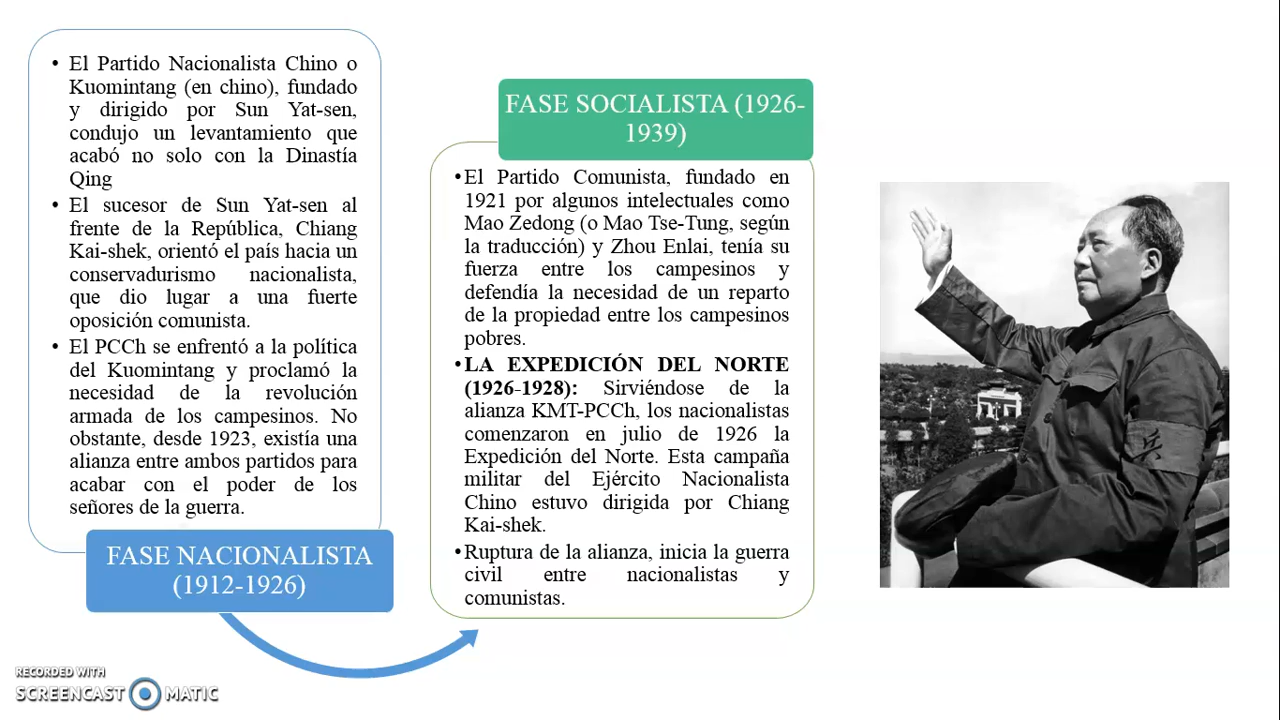 • El Partido Nacionalista Chino o
Kuomintang (en chino), fundado
y dirigido por Sun Yat-sen,
condujo un levantamiento que
acabó no solo con la Dinastía
Qing
• El sucesor de Sun Yat-sen al
frente de la República, Chiang
Kai-shek, orientó el país hacia un
conservadurismo nacionalista,
que dio lugar a una fuerte
oposición comunista.
• El PCCh se enfrentó a la política
del Kuomintang y proclamó la
necesidad de la revolución
armada de los campesinos. No
obstante, desde 1923, existía una
alianza entre ambos partidos para
acabar con el poder de los
señores de la guerra.
FASE NACIONALISTA
(1912-1926)
FASE SOCIALISTA (1926-
1939)
•El Partido Comunista, fundado en
1921 por algunos intelectuales como
Mao Zedong (o Mao Tse-Tung, según
la traducción) y Zhou Enlai, tenía su
fuerza entre los campesinos y
defendía la necesidad de un reparto
de la propiedad entre los campesinos
pobres.
•LA EXPEDICIÓN DEL NORTE
(1926-1928): Sirviéndose de la
alianza KMT-PCCh, los nacionalistas
comenzaron en julio de 1926 la
Expedición del Norte. Esta campaña
militar del Ejército Nacionalista
Chino estuvo dirigida por Chiang
Kai-shek.
•Ruptura de la alianza, inicia la guerra
civil entre nacionalistas y
comunistas.
兵
RECORDED WITH
SCREENCAST MATIC